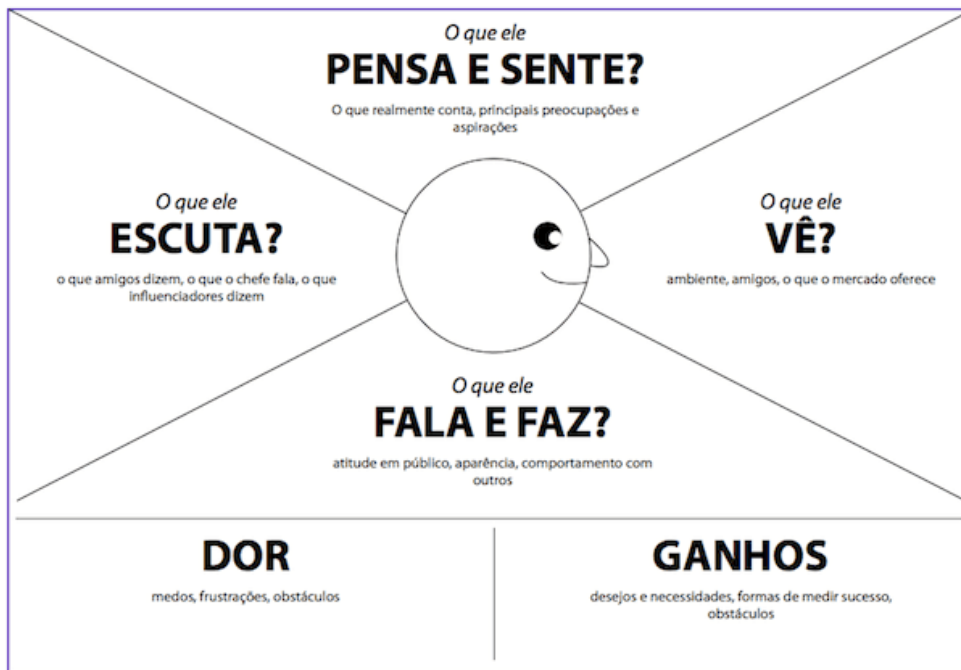 O que ele
PENSA E SENTE?
O que realmente conta, principais preocupações e
aspirações
O que ele
ESCUTA?
o que amigos dizem, o que o chefe fala, o que
influenciadores dizem
O que ele
VÊ?
ambiente, amigos, o que o mercado oferece
O que ele
FALA E FAZ?
atitude em público, aparência, comportamento com
outros
DOR
medos, frustrações, obstáculos
GANHOS
desejos e necessidades, formas de medir sucesso,
obstáculos